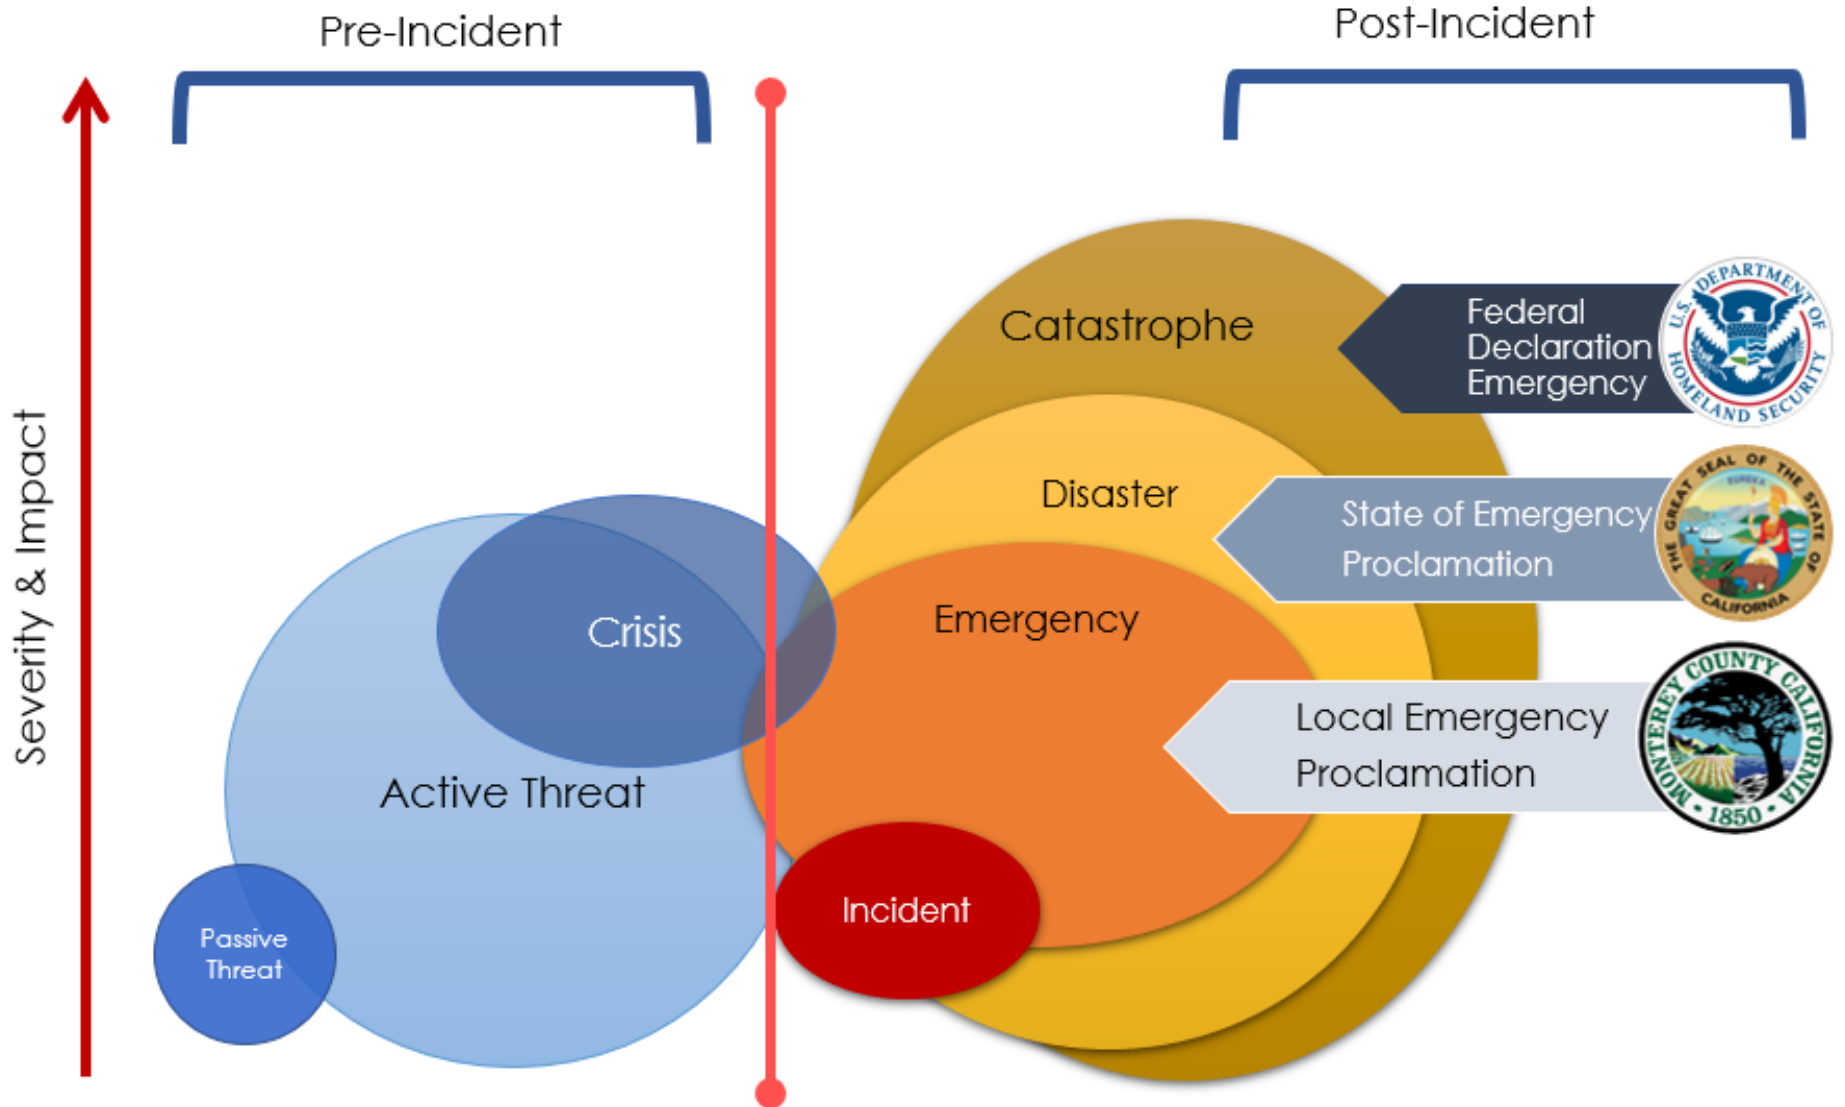 Pre-Incident
Post-Incident
Severity & Impact
Catastrophe
Federal
Declaration
Emergency
U.S. DEPARTMENT OF
HOMELAND SECURITY
Disaster
State of Emergency
Proclamation
THE GREAT SEAL OF THE STATE OF
CALIFORNIA
EUREKA
Crisis
Emergency
Local Emergency
Proclamation
MONTEREY COUNTY CALIFORNIA
• 1850 •
Active Threat
Incident
Passive
Threat